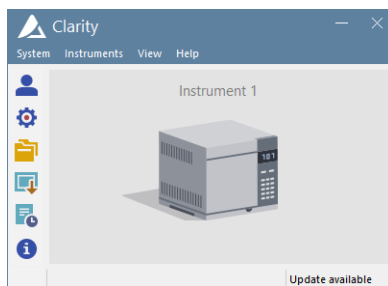 Clarity
System Instruments View Help
Instrument 1
101
Update available